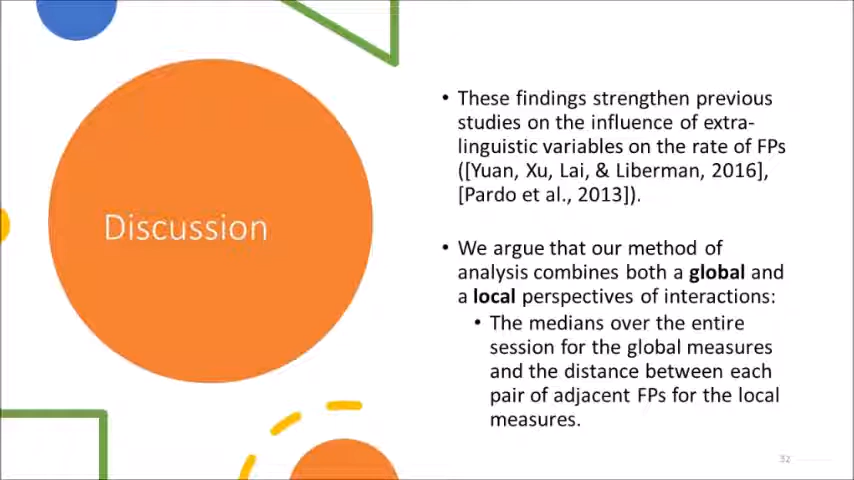 Discussion
• These findings strengthen previous
studies on the influence of extra-
linguistic variables on the rate of FPs
([Yuan, Xu, Lai, & Liberman, 2016],
[Pardo et al., 2013]).
• We argue that our method of
analysis combines both a global and
a local perspectives of interactions:
• The medians over the entire
session for the global measures
and the distance between each
pair of adjacent FPs for the local
measures.
32